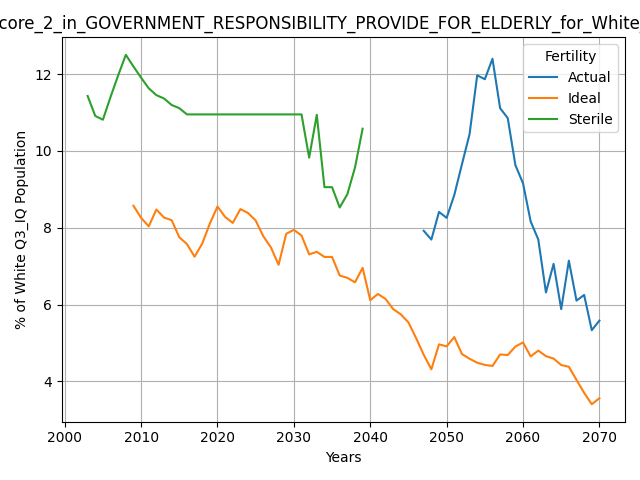 core_2_in_GOVERNMENT_RESPONSIBILITY_PROVIDE_FOR_ELDERLY_for_White_
Fertility
Actual
Ideal
Sterile
% of White Q3_IQ Population
12
10
8
6
4
2000 2010 2020 2030 2040 2050 2060 2070
Years